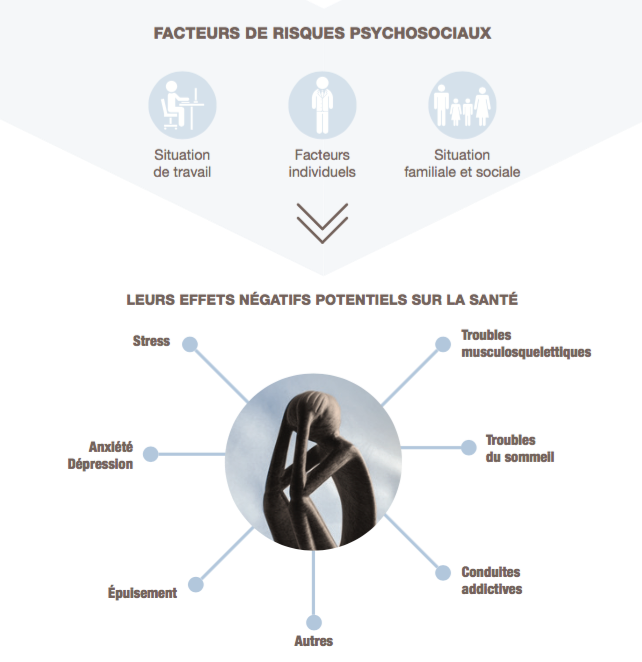 FACTEURS DE RISQUES PSYCHOSOCIAUX
Situation
de travail
Facteurs
individuels
Situation
familiale et sociale
LEURS EFFETS NÉGATIFS POTENTIELS SUR LA SANTÉ
Stress
Troubles
musculosquelettiques
Anxiété
Dépression
Troubles
du sommeil
Épuisement
Conduites
addictives
Autres